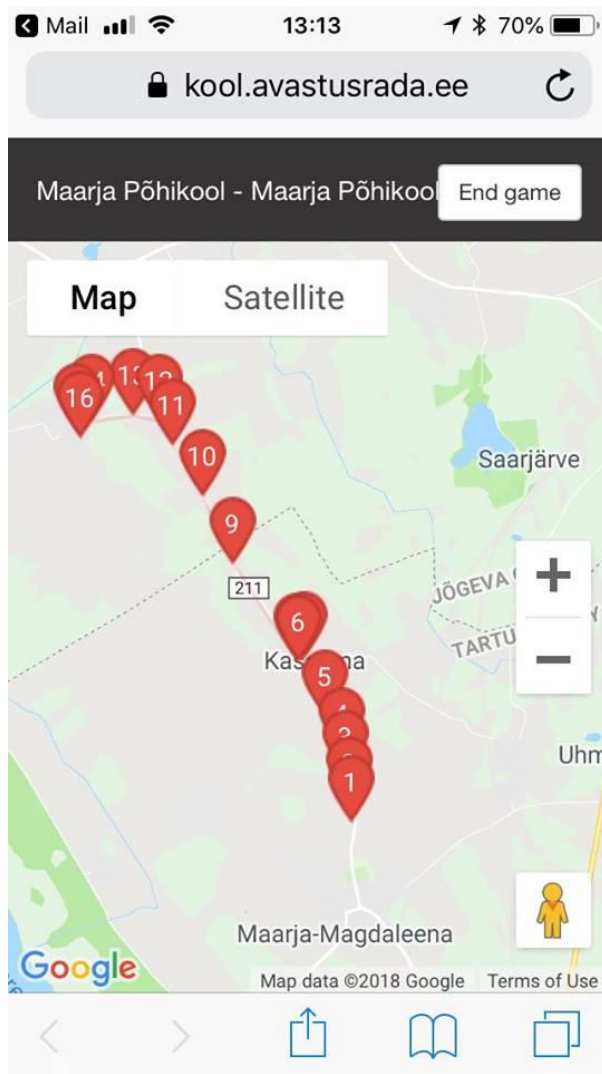 Mail 13:13 70%
kool.avastusrada.ee
Maarja Põhikool - Maarja Põhikool End game
Map Satellite
16
13
11
10
Saarjärve
9
211
JÕGEVA
6
TARTU
5
1
Maarja-Magdaleena
Google
Map data ©2018 Google Terms of Use